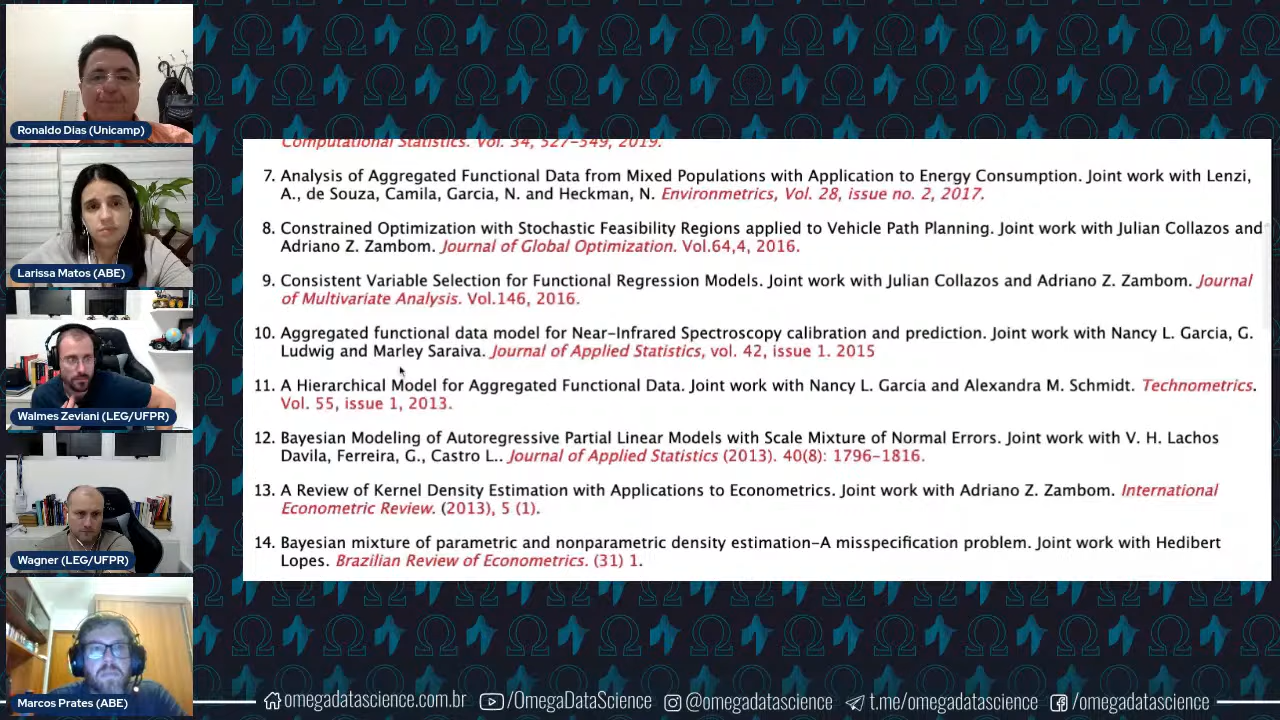 Ronaldo Dias (Unicamp)
Larissa Matos (ABE)
Walmes Zeviani (LEG/UFPR)
Wagner (LEG/UFPR)
Marcos Prates (ABE)
Computational Statistics. Vol. 34, 527-549, 2019.
7. Analysis of Aggregated Functional Data from Mixed Populations with Application to Energy Consumption. Joint work with Lenzi,
A., de Souza, Camila, Garcia, N. and Heckman, N. Environmetrics, Vol. 28, issue no. 2, 2017.
8. Constrained Optimization with Stochastic Feasibility Regions applied to Vehicle Path Planning. Joint work with Julian Collazos and
Adriano Z. Zambom. Journal of Global Optimization. Vol.64,4, 2016.
9. Consistent Variable Selection for Functional Regression Models. Joint work with Julian Collazos and Adriano Z. Zambom. Journal
of Multivariate Analysis. Vol.146, 2016.
10. Aggregated functional data model for Near-Infrared Spectroscopy calibration and prediction. Joint work with Nancy L. Garcia, G.
Ludwig and Marley Saraiva. Journal of Applied Statistics, vol. 42, issue 1. 2015
11. A Hierarchical Model for Aggregated Functional Data. Joint work with Nancy L. Garcia and Alexandra M. Schmidt. Technometrics.
Vol. 55, issue 1, 2013.
12. Bayesian Modeling of Autoregressive Partial Linear Models with Scale Mixture of Normal Errors. Joint work with V. H. Lachos
Davila, Ferreira, G., Castro L.. Journal of Applied Statistics (2013). 40(8): 1796-1816.
13. A Review of Kernel Density Estimation with Applications to Econometrics. Joint work with Adriano Z. Zambom. International
Econometric Review. (2013), 5 (1).
14. Bayesian mixture of parametric and nonparametric density estimation-A misspecification problem. Joint work with Hedibert
Lopes. Brazilian Review of Econometrics. (31) 1.
omegadatascience.com.br /OmegaDataScience @omegadatascience t.me/omegadatascience /omegadatascience